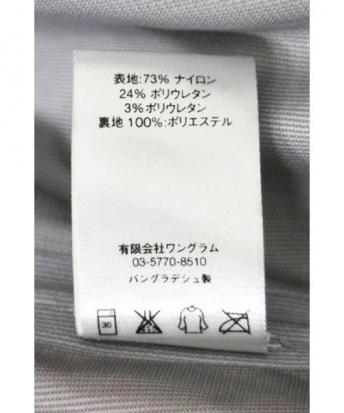 表地:73% ナイロン
24% ポリウレタン
3% ポリウレタン
裏地 100%:ポリエステル
有限会社ワングラム
03-5770-8510
バングラデシュ製
30